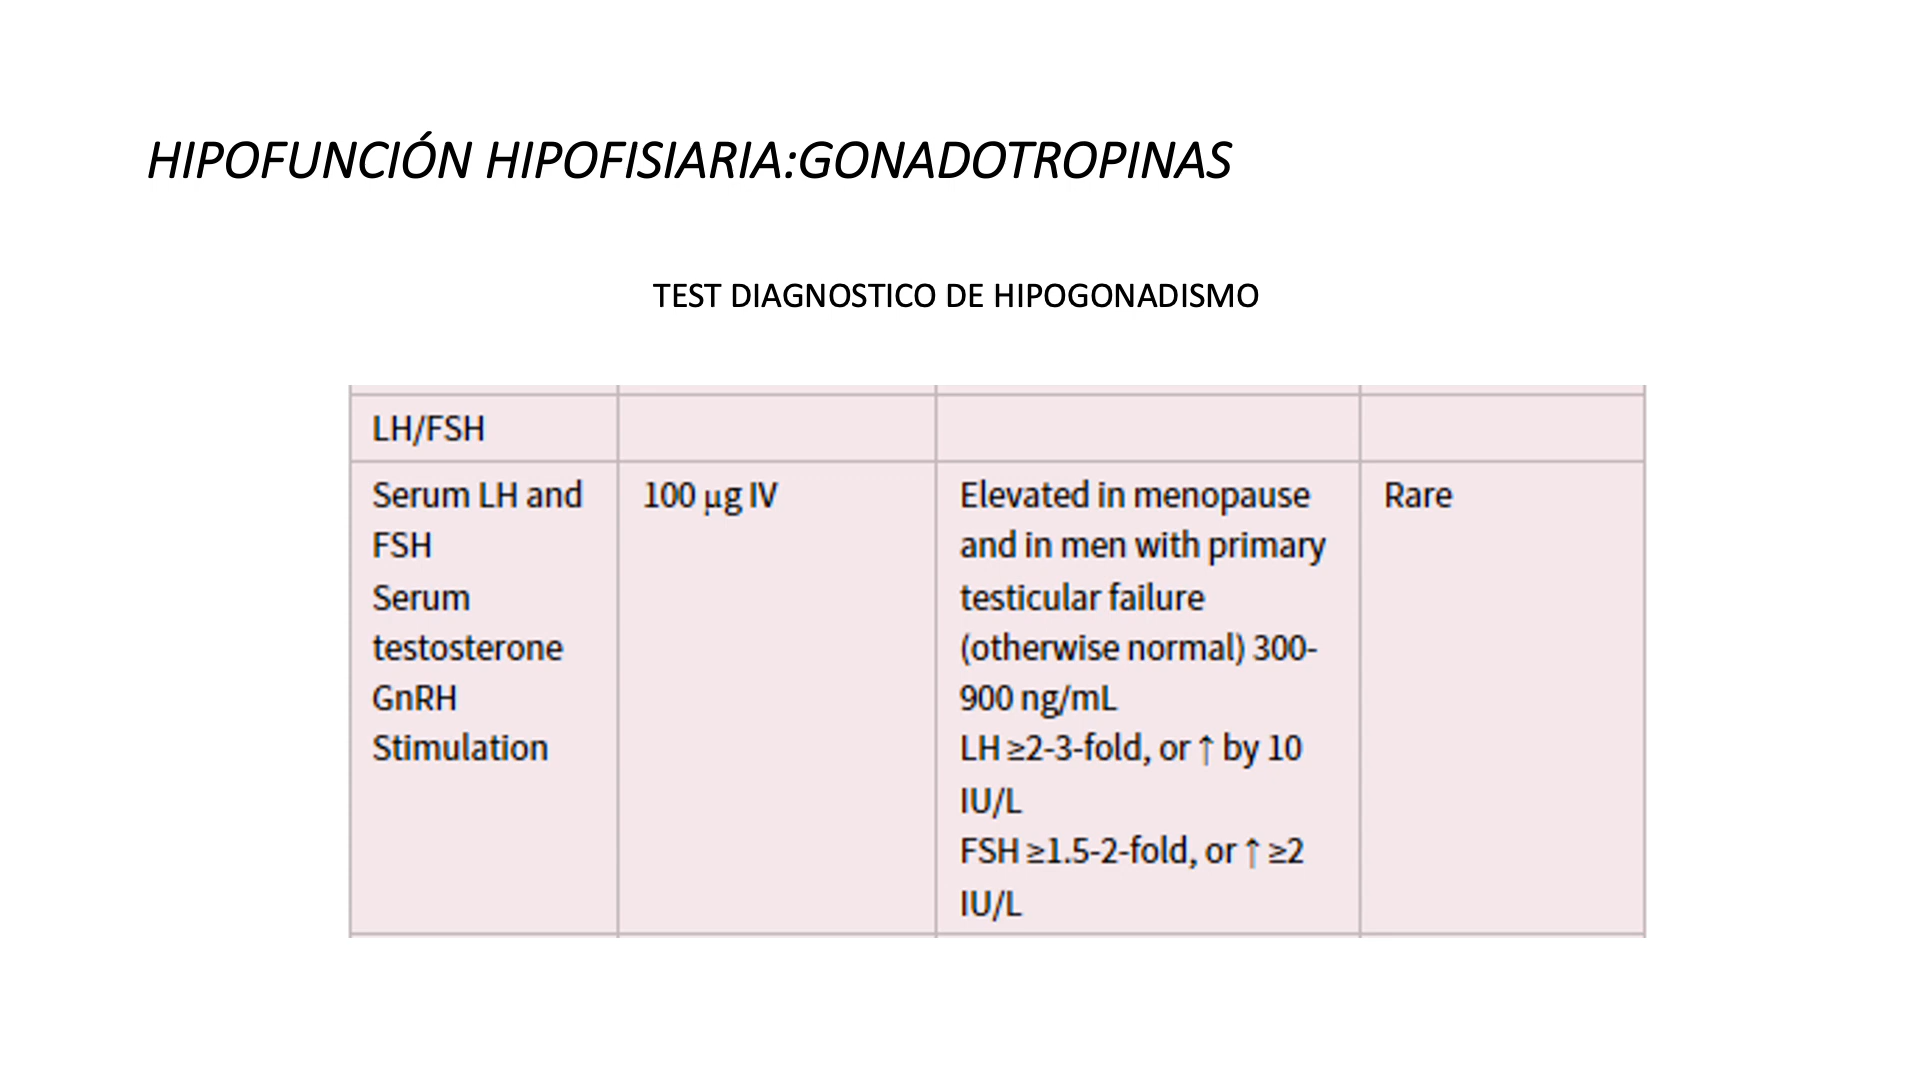 HIPOFUNCIÓN HIPOFISIARIA:GONADOTROPINAS
TEST DIAGNOSTICO DE HIPOGONADISMO
LH/FSH
Serum LH and
FSH
Serum
testosterone
GnRH
Stimulation
100 µg IV
Elevated in menopause
and in men with primary
testicular failure
(otherwise normal) 300-
900 ng/mL
LH ≥2-3-fold, or ↑ by 10
IU/L
FSH ≥1.5-2-fold, or ↑ ≥2
IU/L
Rare